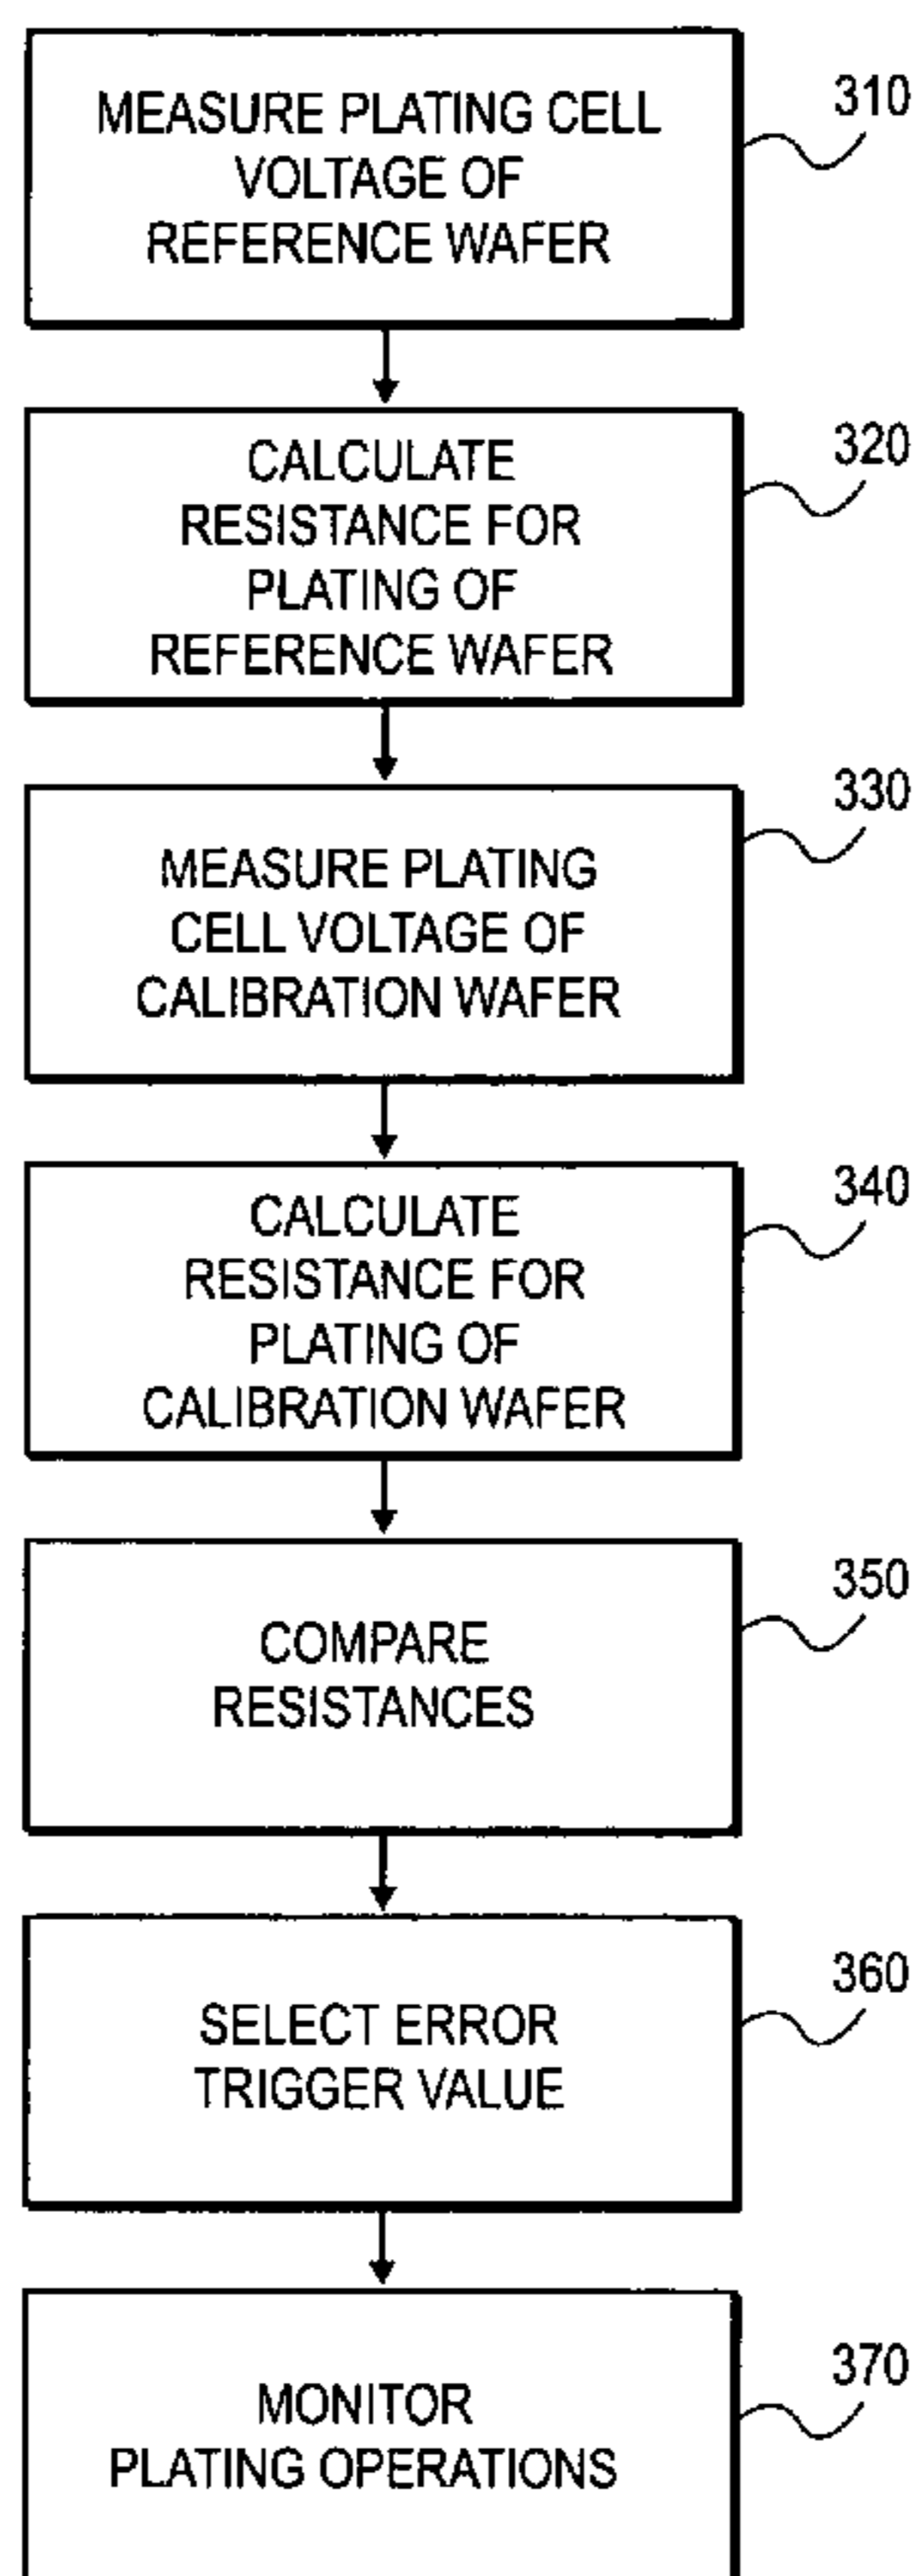 MEASURE PLATING CELL
VOLTAGE OF
REFERENCE WAFER
310
CALCULATE
RESISTANCE FOR
PLATING OF
REFERENCE WAFER
320
MEASURE PLATING
CELL VOLTAGE OF
CALIBRATION WAFER
330
CALCULATE
RESISTANCE FOR
PLATING OF
CALIBRATION WAFER
340
COMPARE
RESISTANCES
350
SELECT ERROR
TRIGGER VALUE
360
MONITOR
PLATING OPERATIONS
370